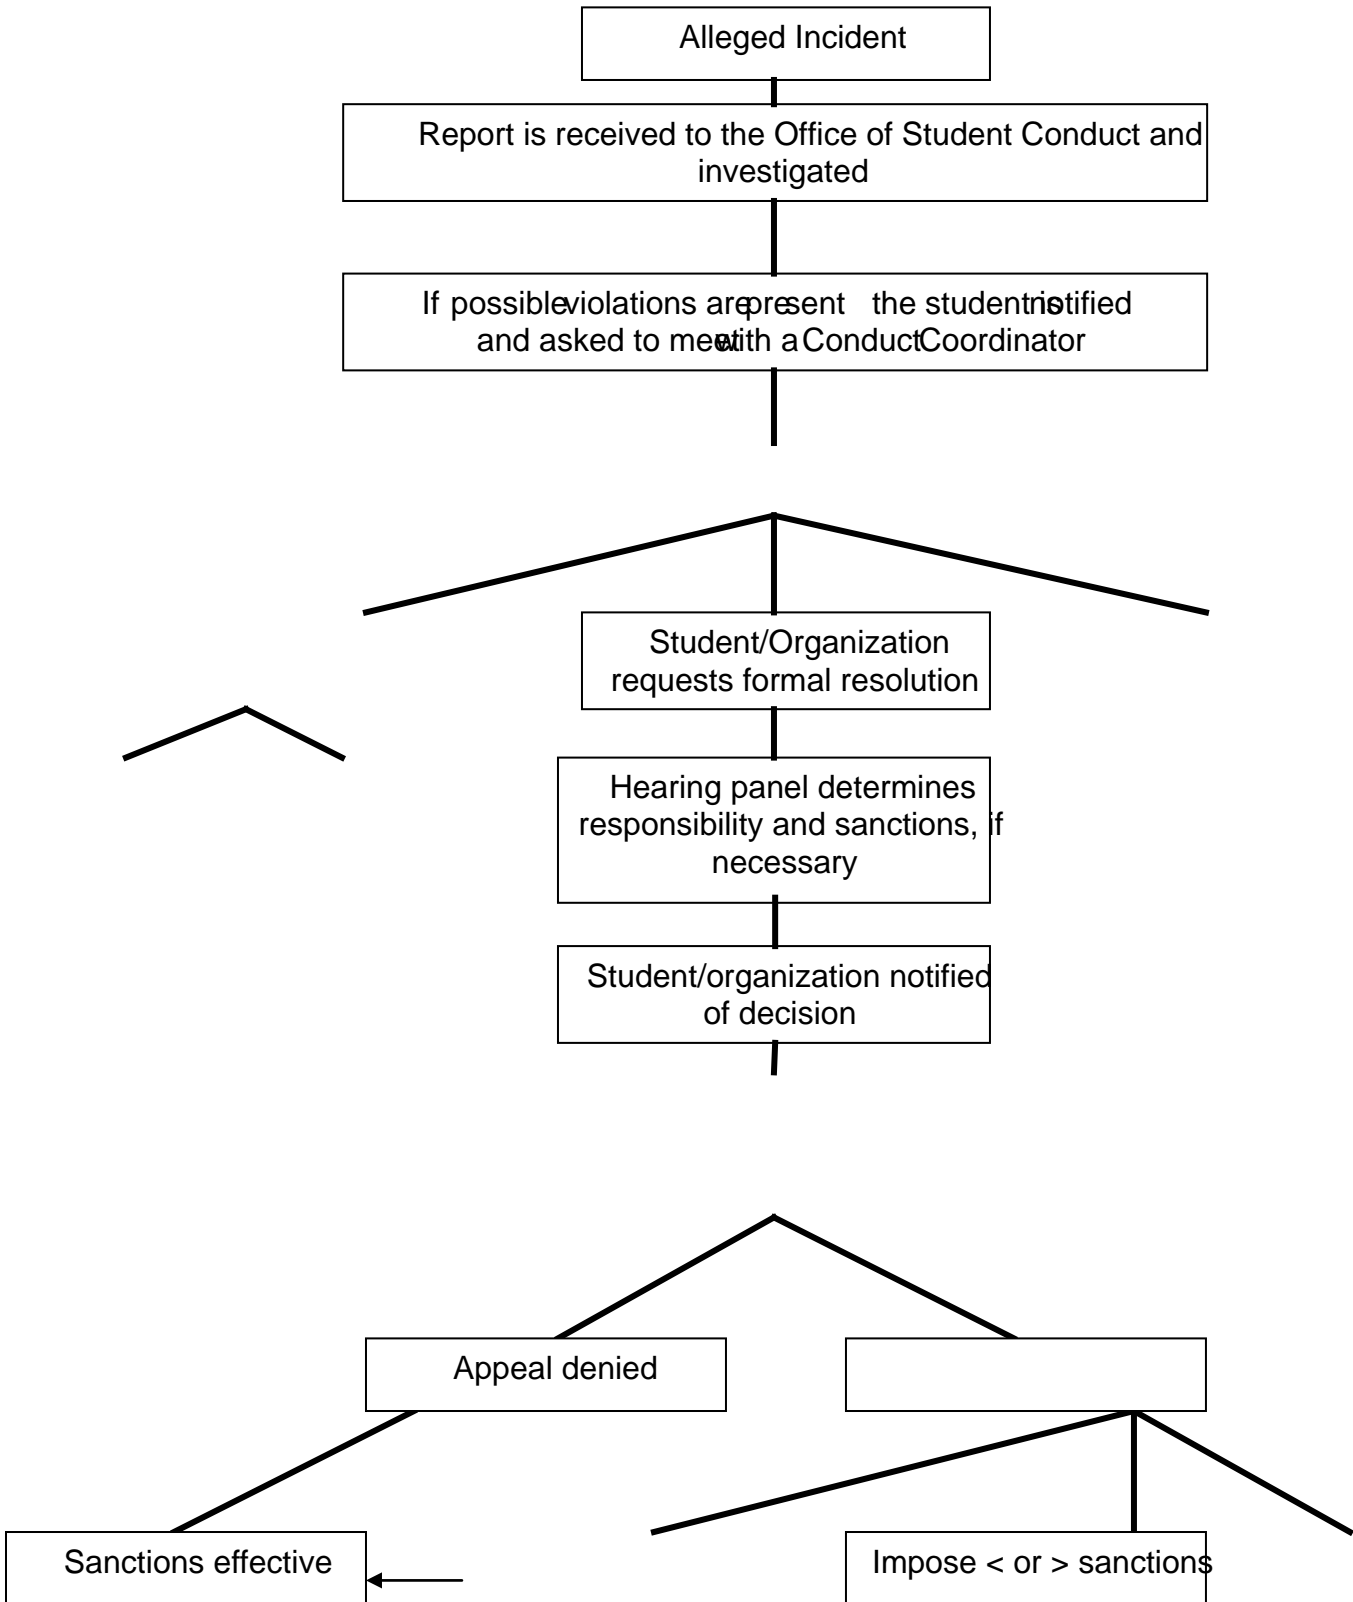 Alleged Incident
Report is received to the Office of Student Conduct and
investigated
If possible violations are present the student is notified
and asked to meet with a Conduct Coordinator
Student/Organization
requests formal resolution
Hearing panel determines
responsibility and sanctions, if
necessary
Student/organization notified
of decision
Appeal denied
Sanctions effective
Impose < or > sanctions